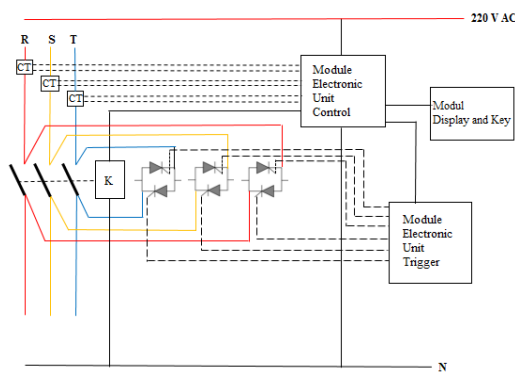 220 V AC
R S T
CT
CT
CT
Module
Electronic
Unit
Control
Modul
Display and Key
K
Module
Electronic
Unit
Trigger
N